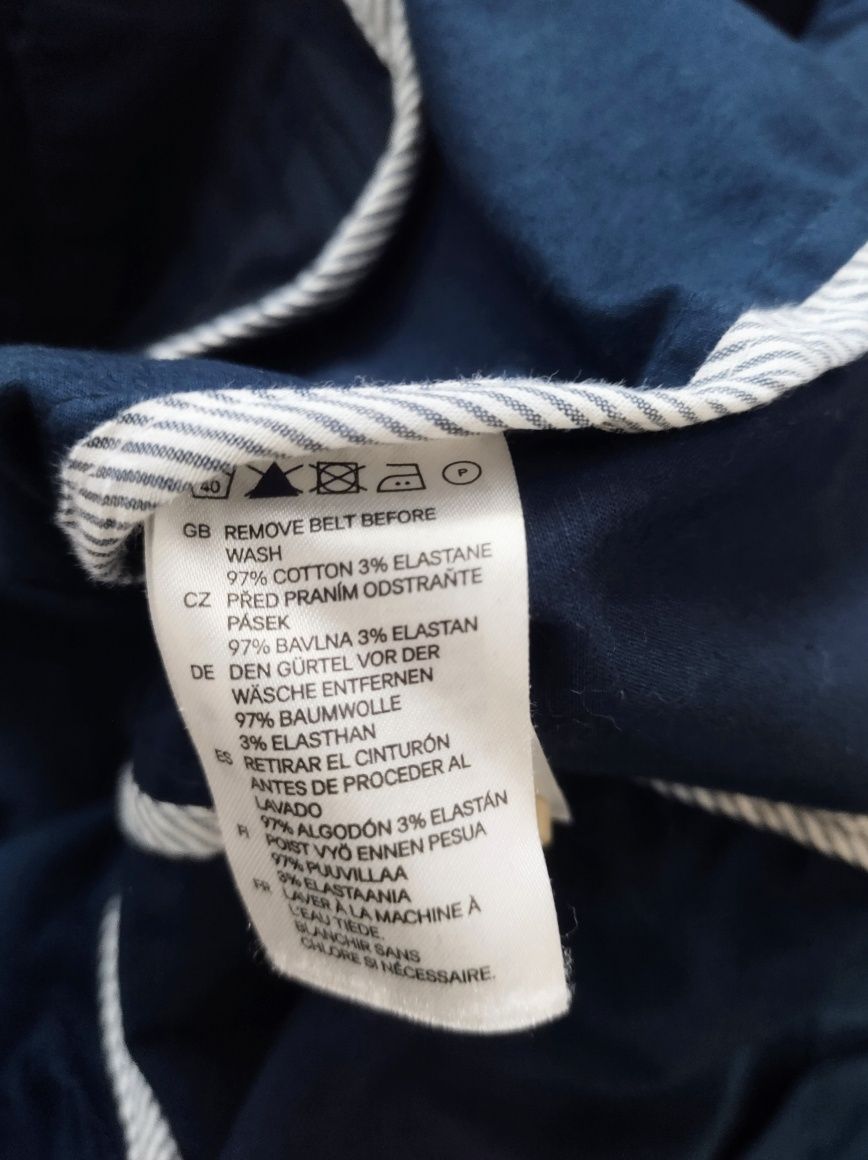 40 P
GB REMOVE BELT BEFORE
WASH
97% COTTON 3% ELASTANE
CZ PŘED PRANÍM ODSTRAŇTE
PÁSEK
97% BAVLNA 3% ELASTAN
DE DEN GÜRTEL VOR DER
WÄSCHE ENTFERNEN
97% BAUMWOLLE
3% ELASTHAN
ES RETIRAR EL CINTURÓN
ANTES DE PROCEDER AL
LAVADO
97% ALGODÓN 3% ELASTÁN
FI POIST VYÖ ENNEN PESUA
97% PUUVILLAA
3% ELASTAANIA
FR LAVER À LA MACHINE À
L'EAU TIÈDE.
BLANCHIR SANS
CHLORE SI NÉCESSAIRE.